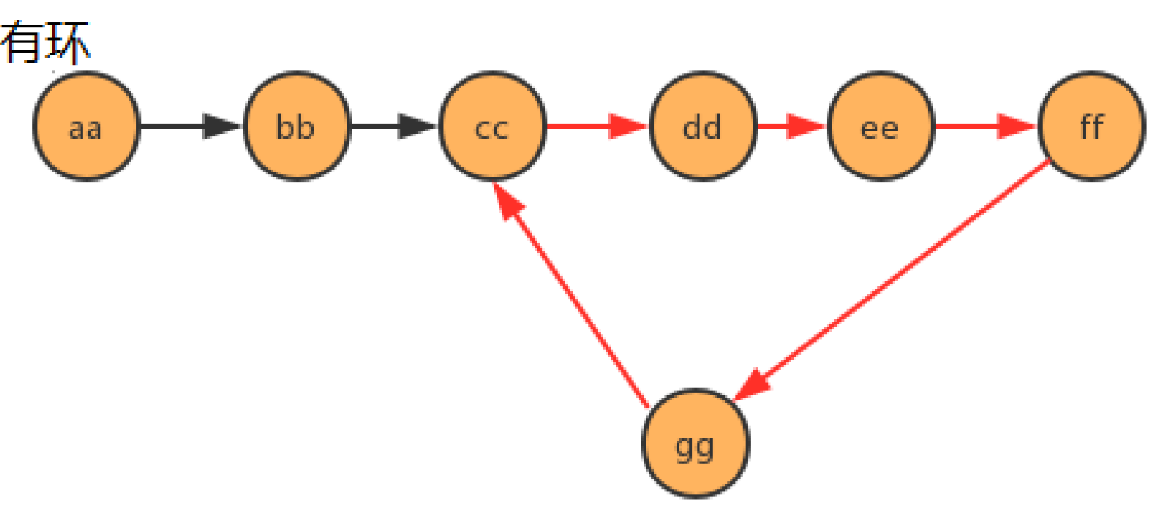 有环
aa bb cc dd ee ff
gg